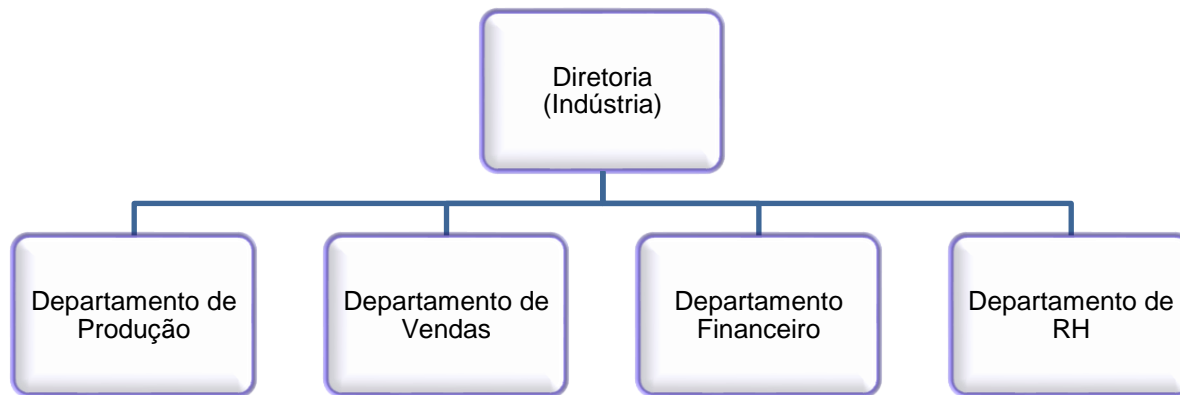 Diretoria
(Indústria)
Departamento de
Produção
Departamento de
Vendas
Departamento
Financeiro
Departamento de
RH